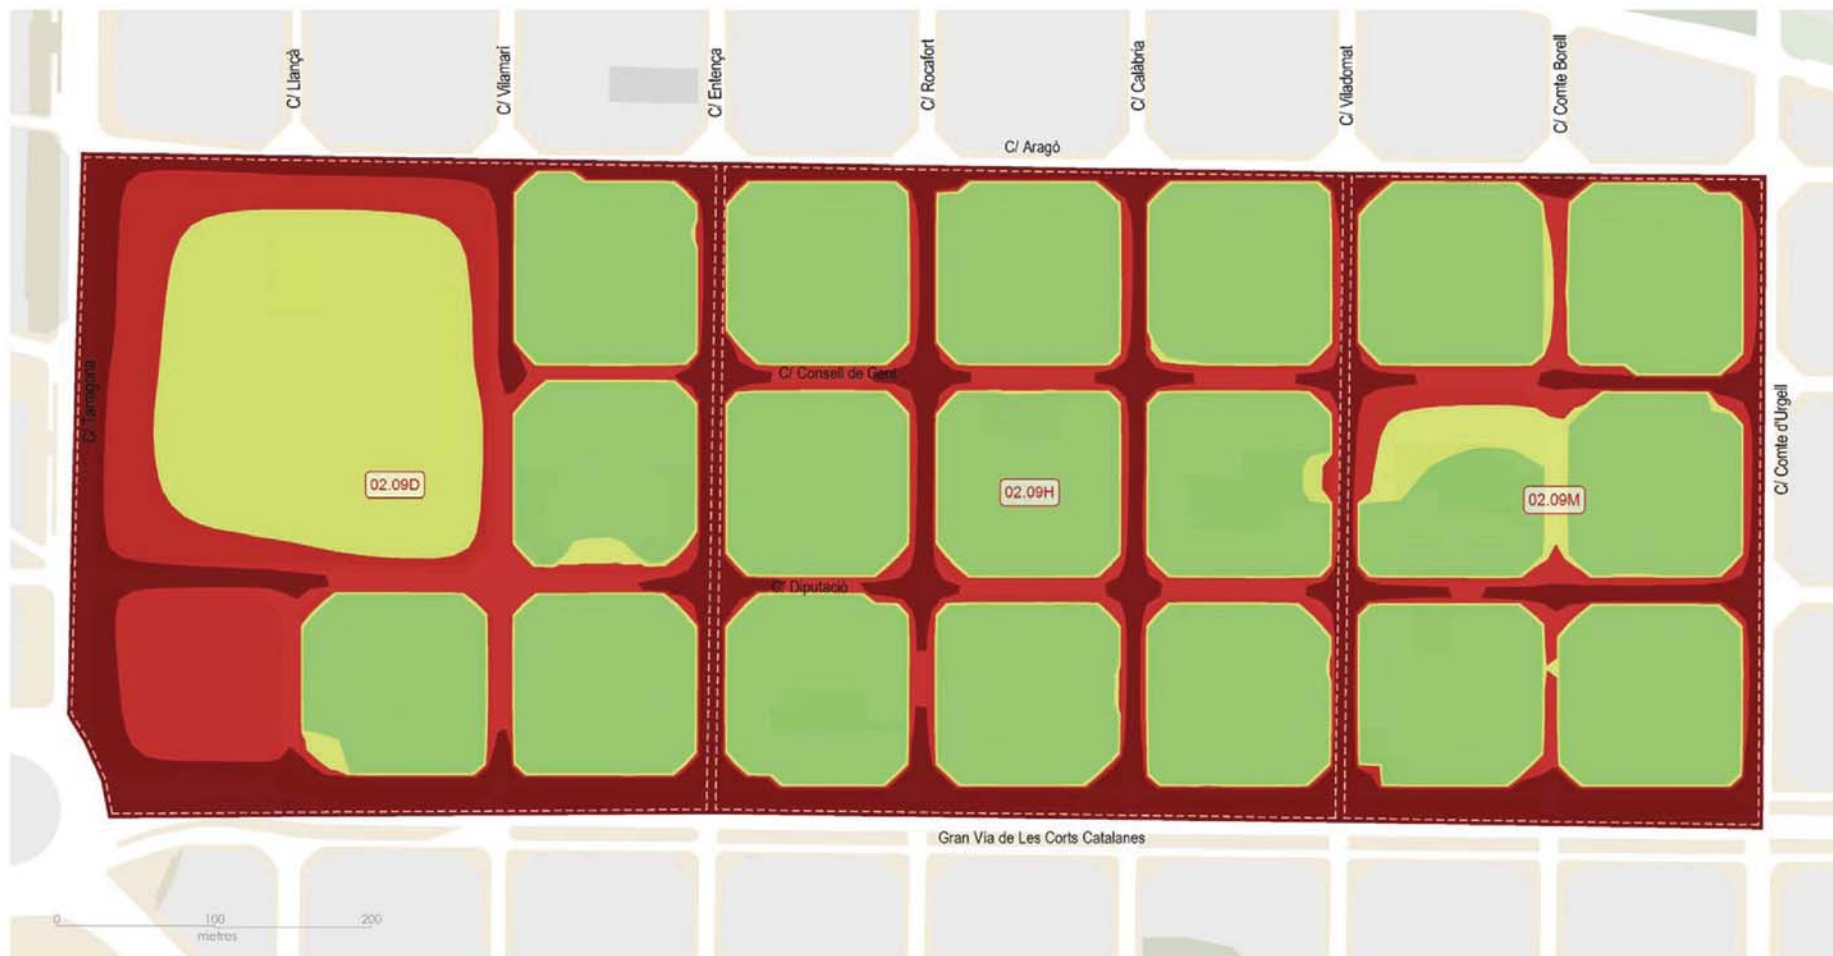 C/ Llançà
C/ Vilamarí
C/ Entença
C/ Rocafort
C/ Calàbria
C/ Viladomat
C/ Comte Borell
C/ Aragó
C/ Tarragona
C/ Consell de Cent
C/ Comte d'Urgell
02.09D
02.09H
02.09M
C/ Diputació
Gran Via de Les Corts Catalanes
0 100 200
metres